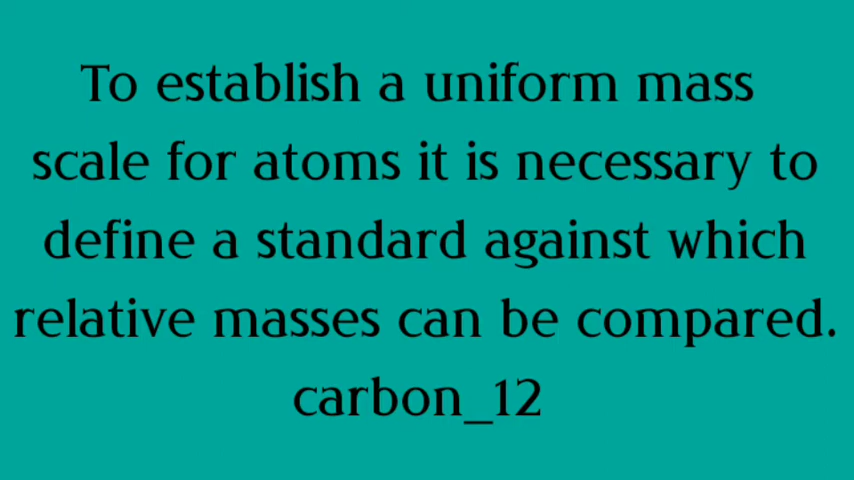 To establish a uniform mass
scale for atoms it is necessary to
define a standard against which
relative masses can be compared.
carbon_12